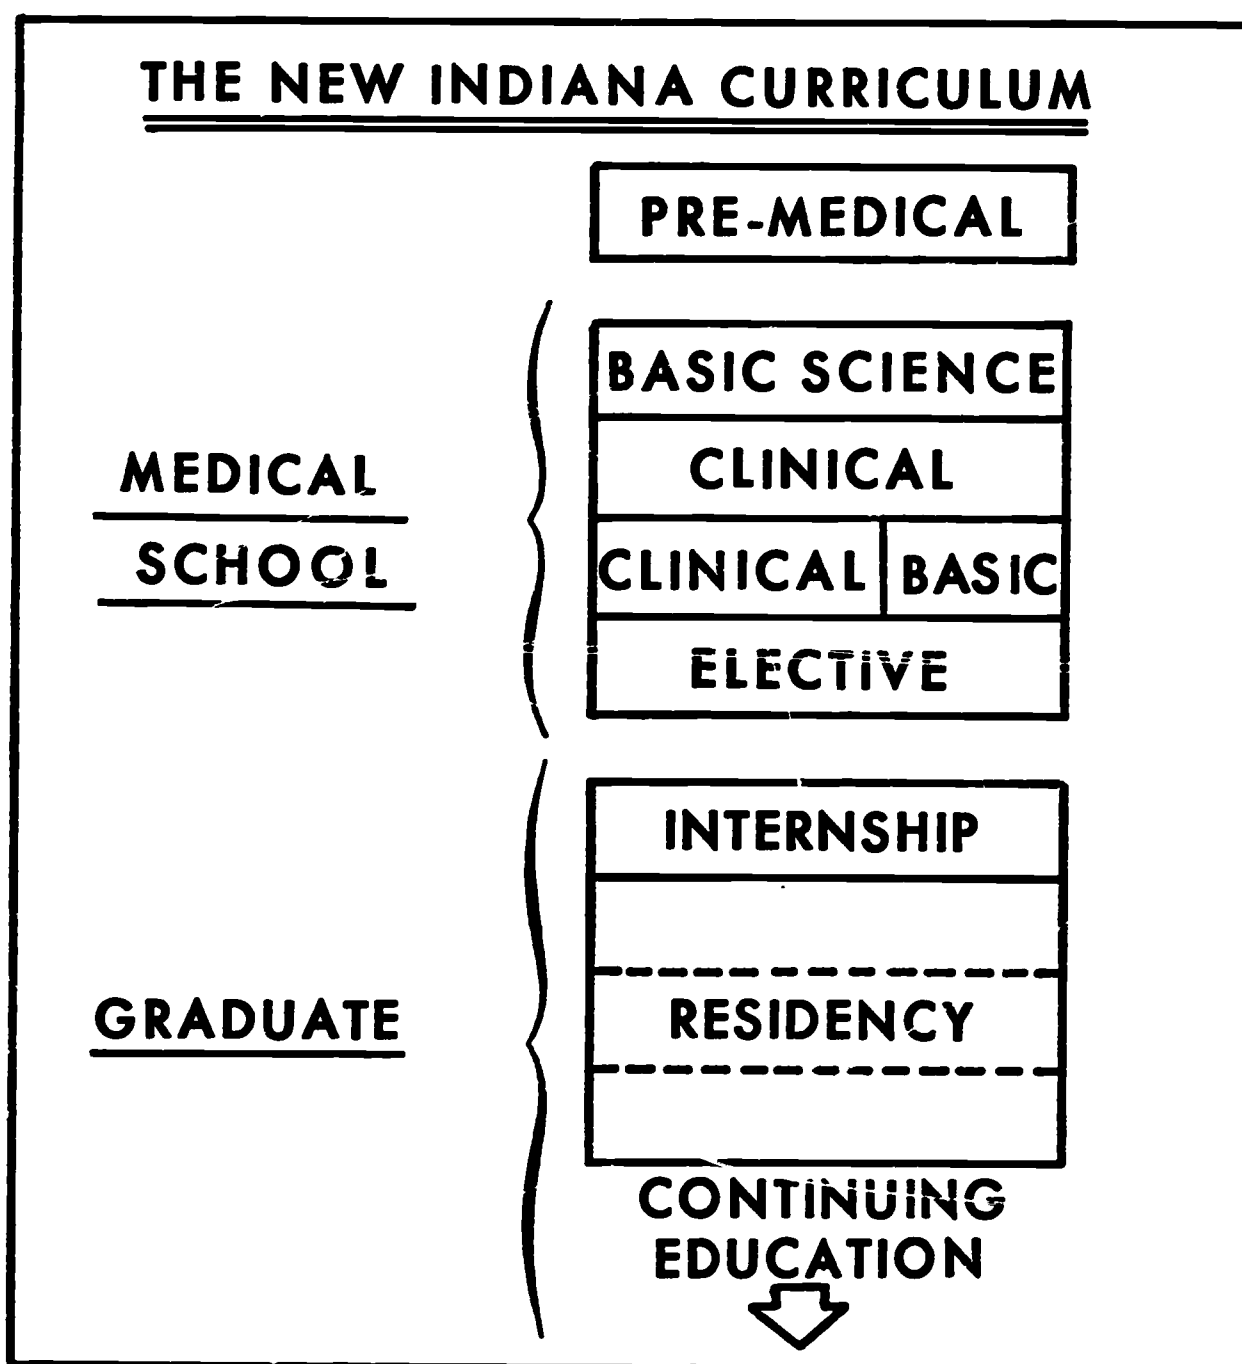 THE NEW INDIANA CURRICULUM
PRE-MEDICAL
BASIC SCIENCE
CLINICAL
CLINICAL BASIC
ELECTIVE
MEDICAL
SCHOOL
INTERNSHIP
RESIDENCY
GRADUATE
CONTINUING
EDUCATION